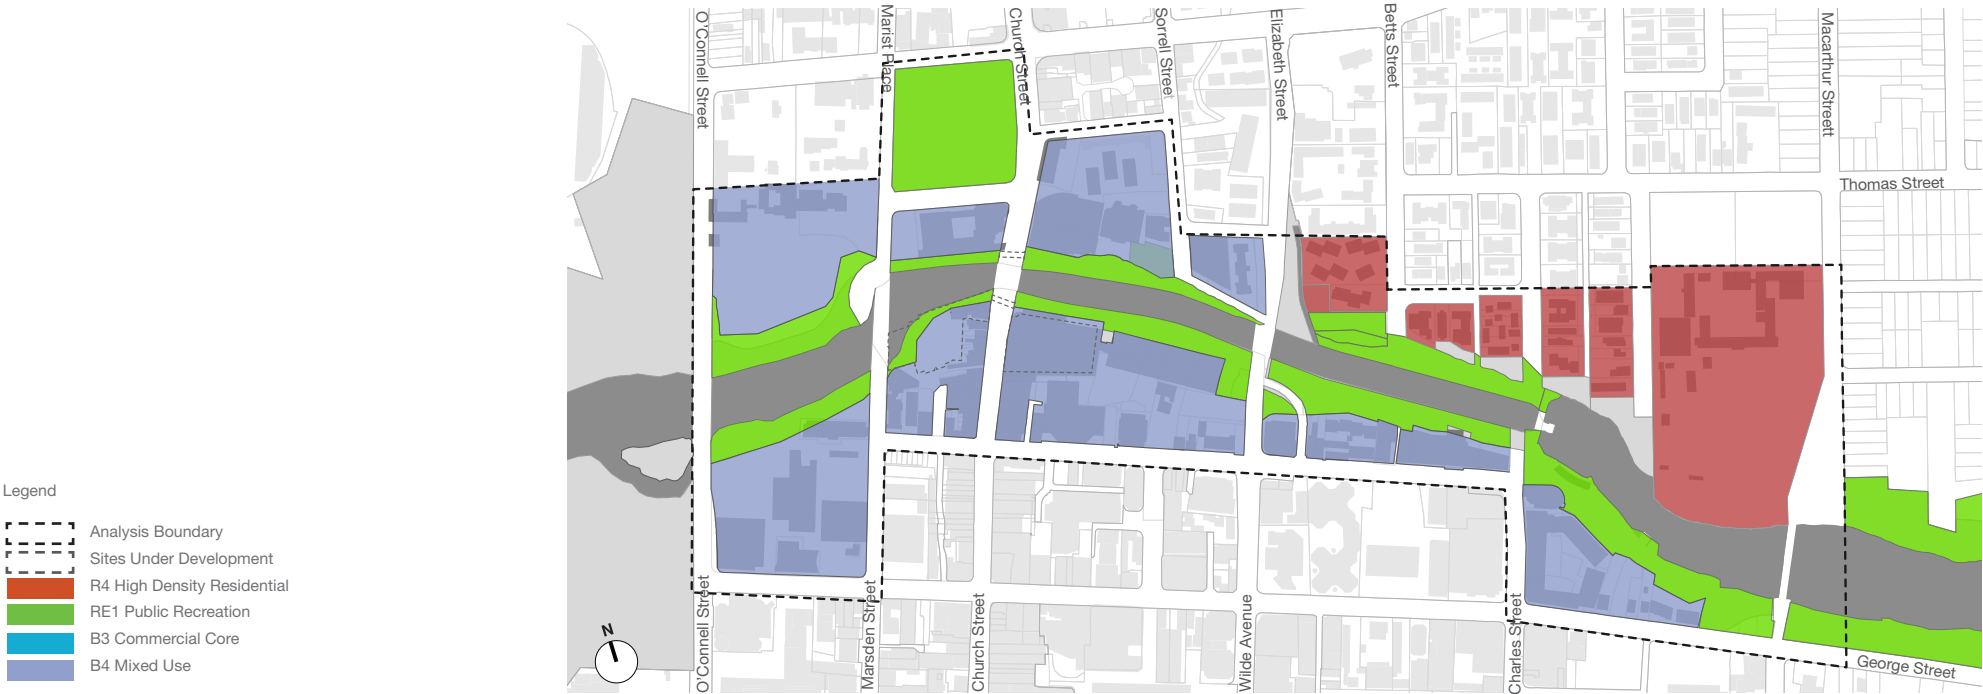 O'Connell Street
Marist Place
Church Street
Sorrell Street
Elizabeth Street
Betts Street
Macarthur Streett
Thomas Street
Legend
Analysis Boundary
Sites Under Development
R4 High Density Residential
RE1 Public Recreation
B3 Commercial Core
B4 Mixed Use
N
O'Connell Street
Marsden Street
Church Street
Wilde Avenue
Charles Street
George Street